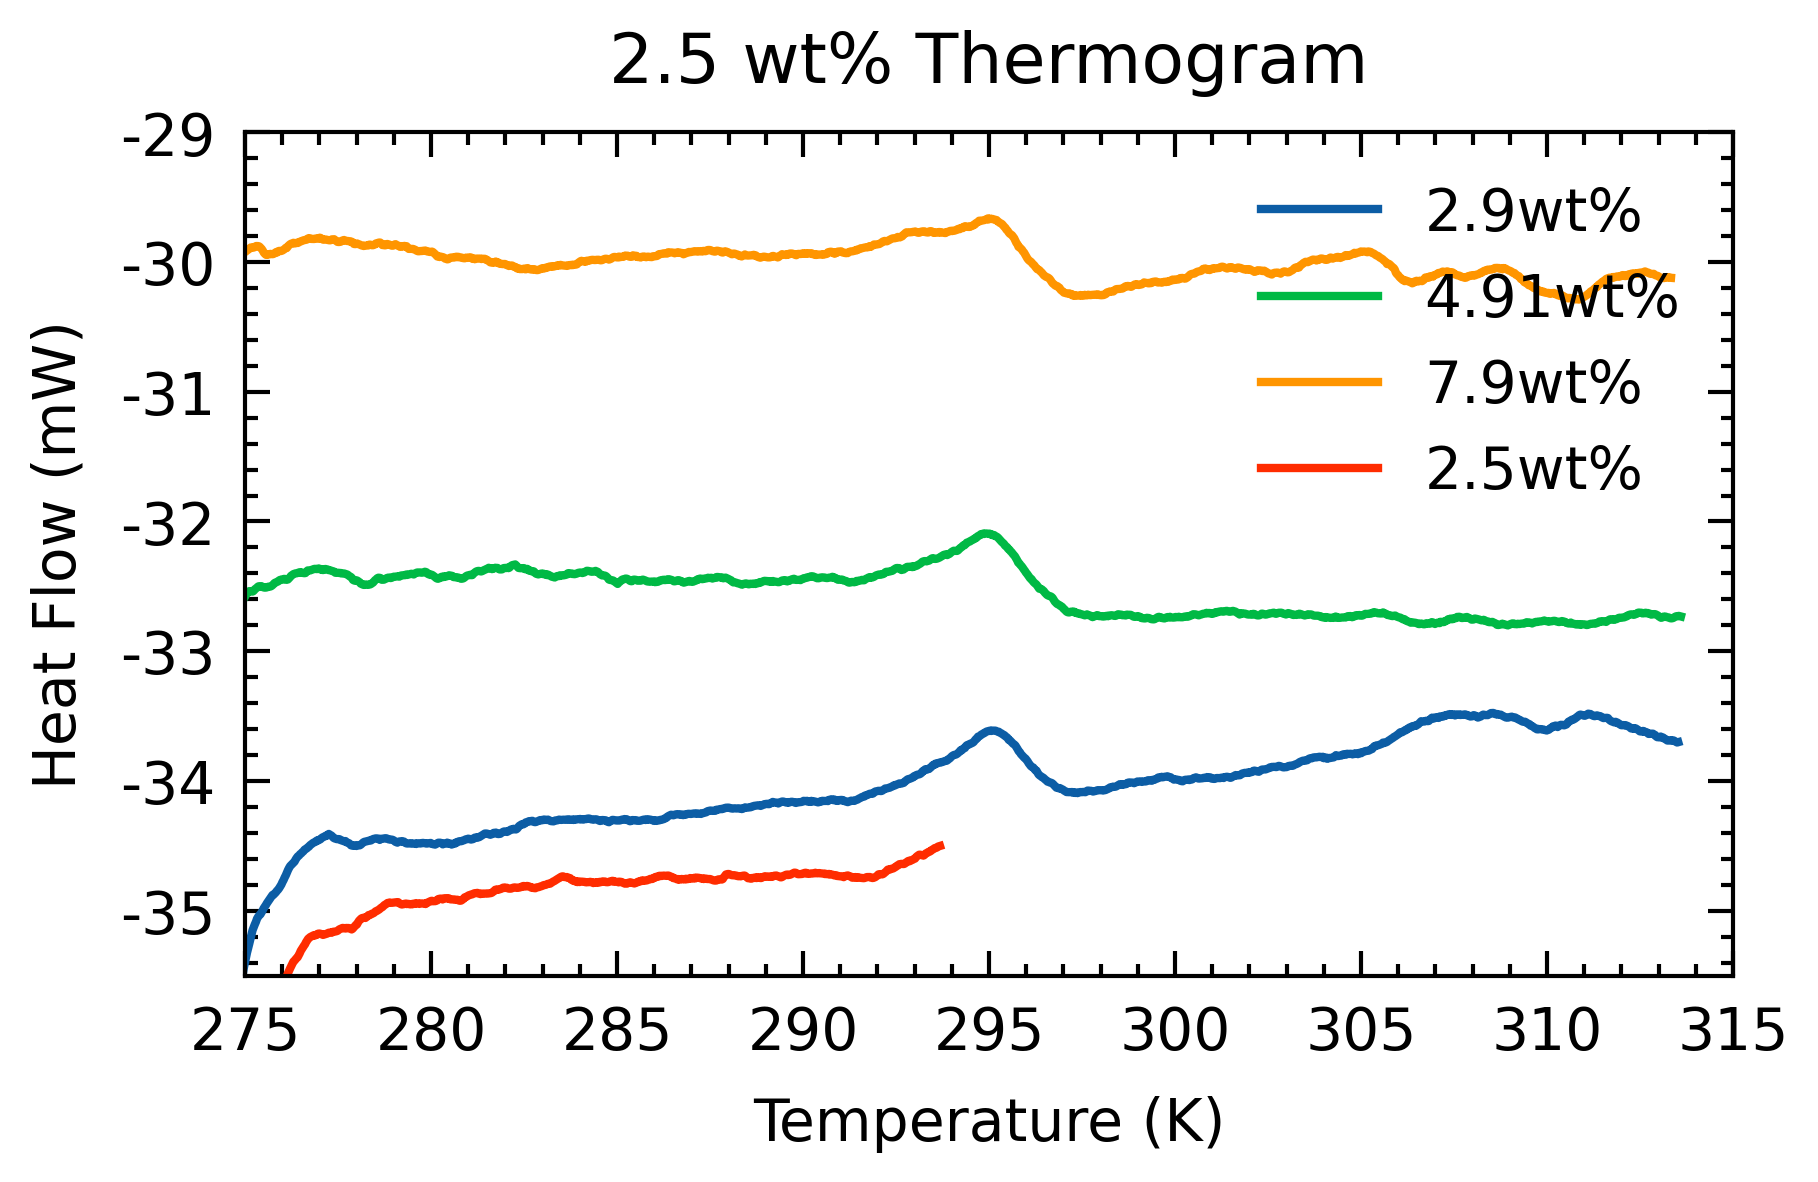 2.5 wt% Thermogram
-29
-30
-31
-32
-33
-34
-35
Heat Flow (mW)
2.9wt%
4.91wt%
7.9wt%
2.5wt%
275 280 285 290 295 300 305 310 315
Temperature (K)